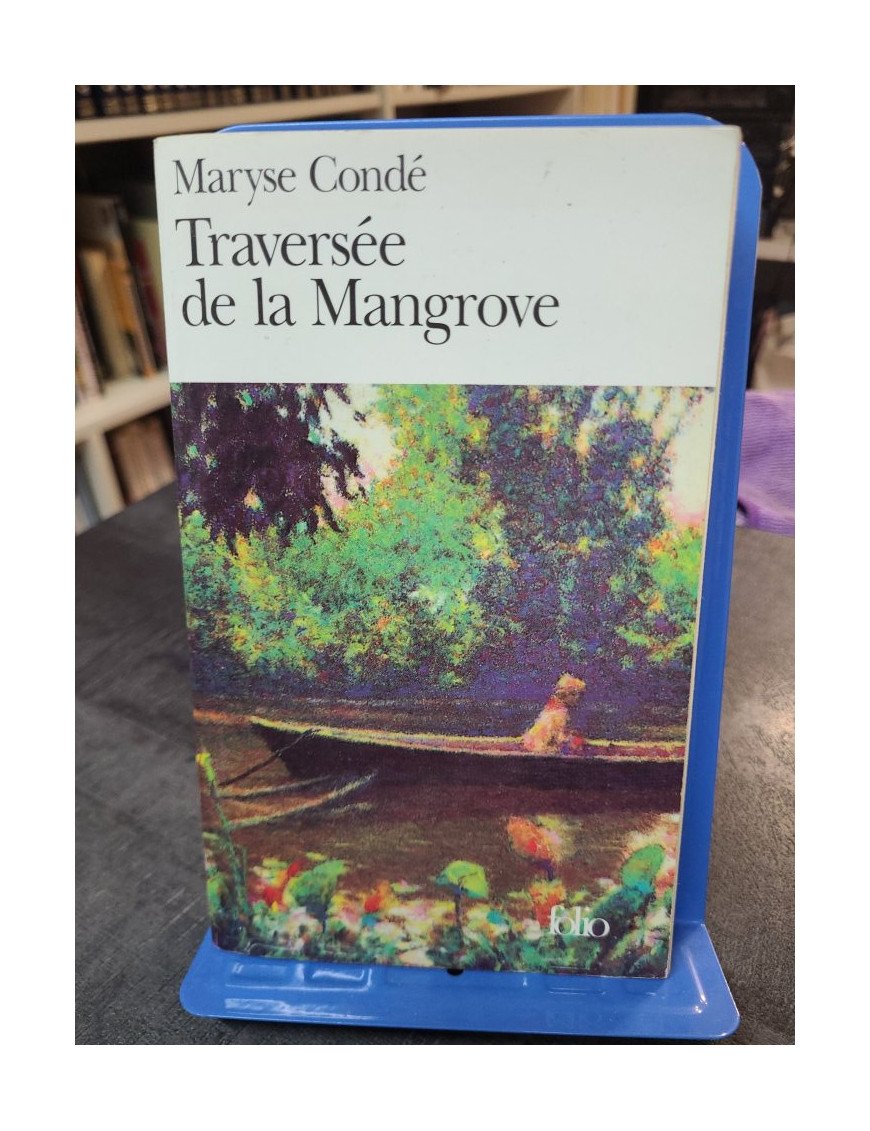 Maryse Condé
Traversée
de la Mangrove
folio